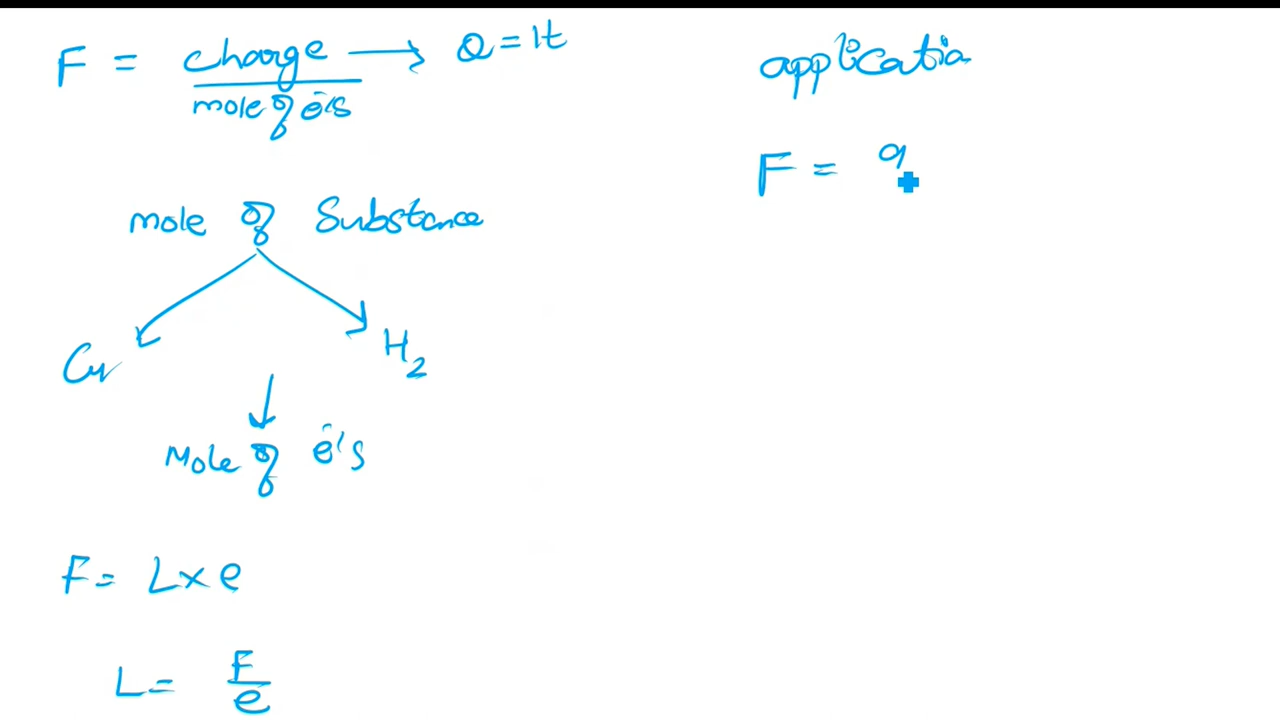 F = charge → Q = It
mole of e⁻'s
mole of Substance
Cu
H₂
Mole of e⁻'s
F = L × e
L = F
e
application
F = 9